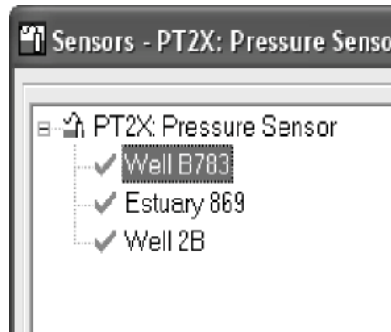 Sensors - PT2X: Pressure Senso
PT2X: Pressure Sensor
Well B783
Estuary 869
Well 2B